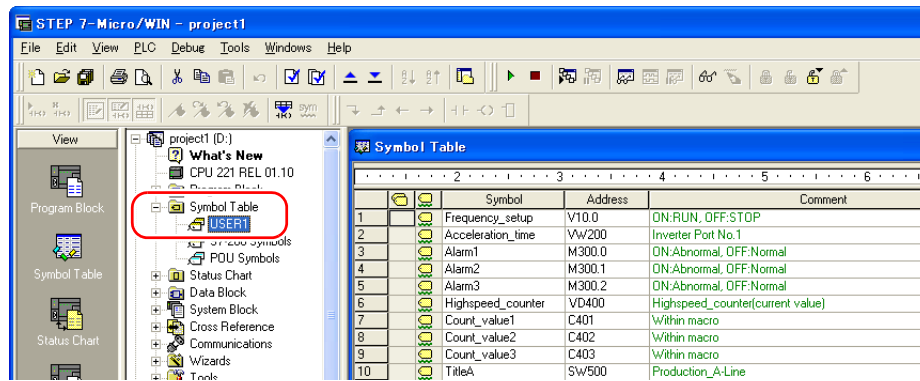 STEP 7-Micro/WIN - project1
File Edit View PLC Debug Tools Windows Help
View
Program Block
Symbol Table
Status Chart
project1 (D:)
What's New
CPU 221 REL 01.10
Program Block
Symbol Table
USER1
S7-200 Symbols
POU Symbols
Status Chart
Data Block
System Block
Cross Reference
Communications
Wizards
Tools
Symbol Table
2 3 4 5 6
Symbol Address Comment
1 Frequency_setup V10.0 ON:RUN, OFF:STOP
2 Acceleration_time VW200 Inverter Port No.1
3 Alarm1 M300.0 ON:Abnormal, OFF:Normal
4 Alarm2 M300.1 ON:Abnormal, OFF:Normal
5 Alarm3 M300.2 ON:Abnormal, OFF:Normal
6 Highspeed_counter VD400 Highspeed_counter(current value)
7 Count_value1 C401 Within macro
8 Count_value2 C402 Within macro
9 Count_value3 C403 Within macro
10 TitleA SW500 Production_A-Line